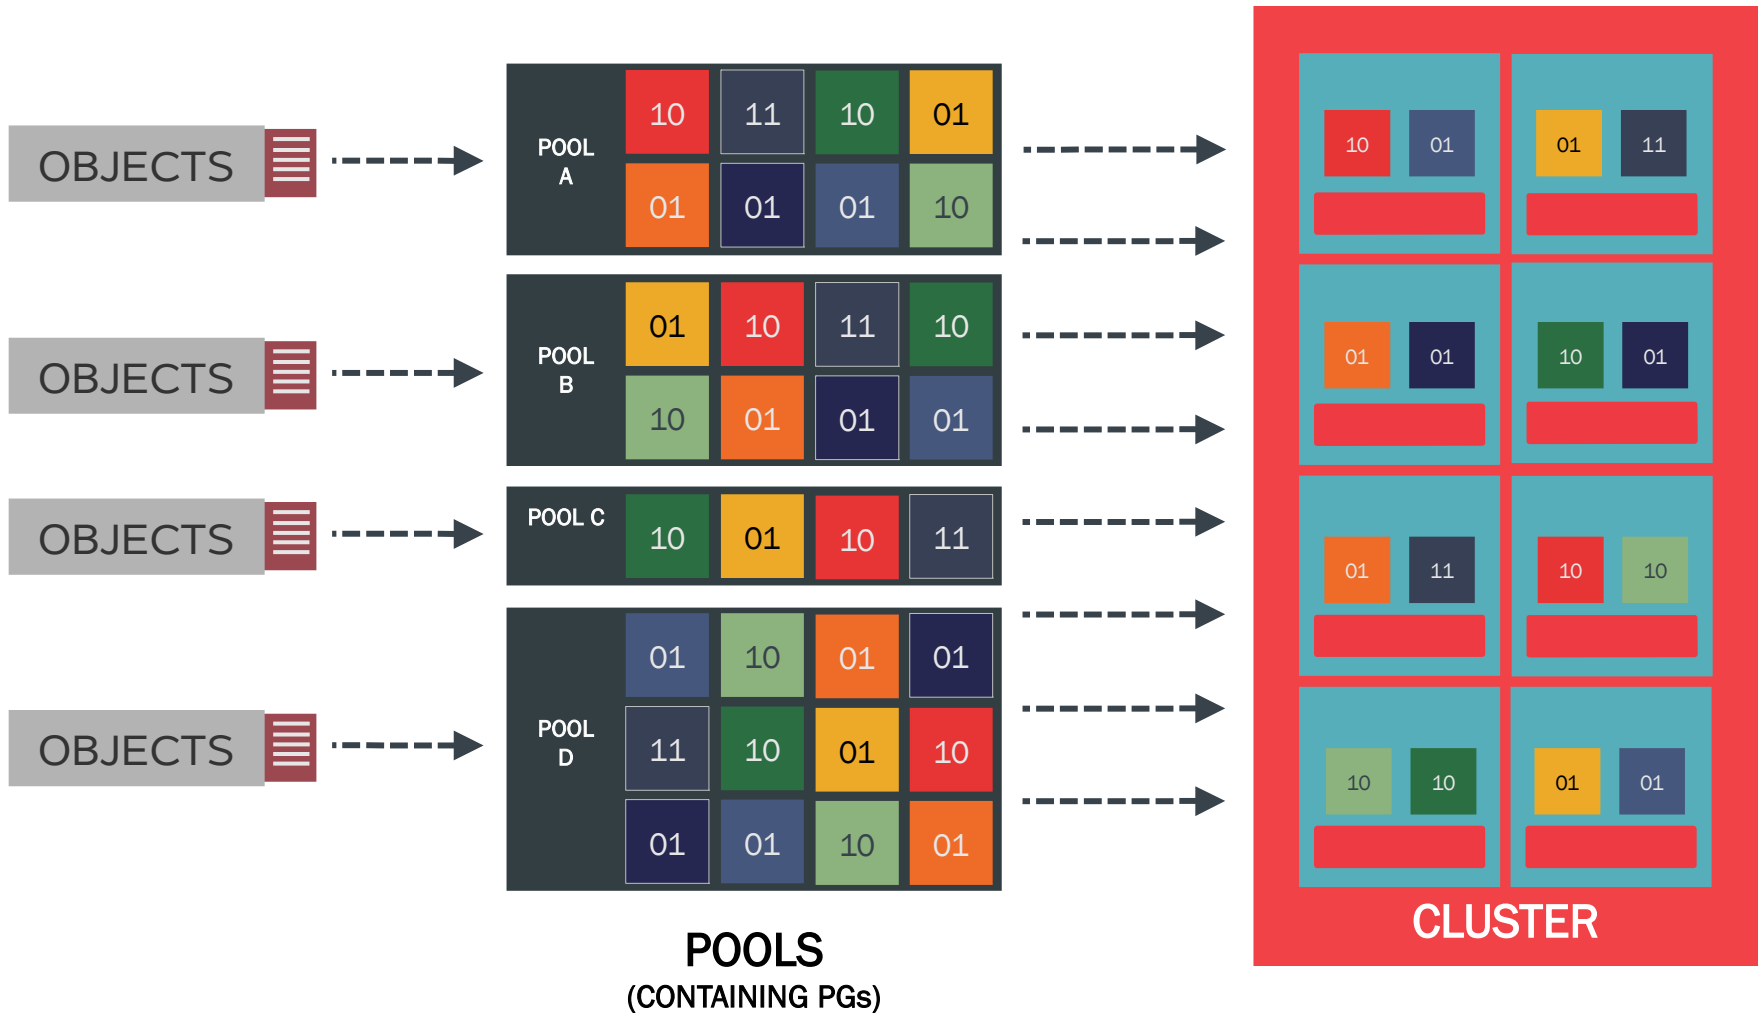 OBJECTS
OBJECTS
OBJECTS
OBJECTS
POOL
A
10 11 10 01
01 01 01 10
POOL
B
01 10 11 10
10 01 01 01
POOL C
10 01 10 11
POOL
D
01 10 01 01
11 10 01 10
01 01 10 01
POOLS
(CONTAINING PGs)
10 01 01 11
01 01 10 01
01 11 10 10
10 10 01 01
CLUSTER